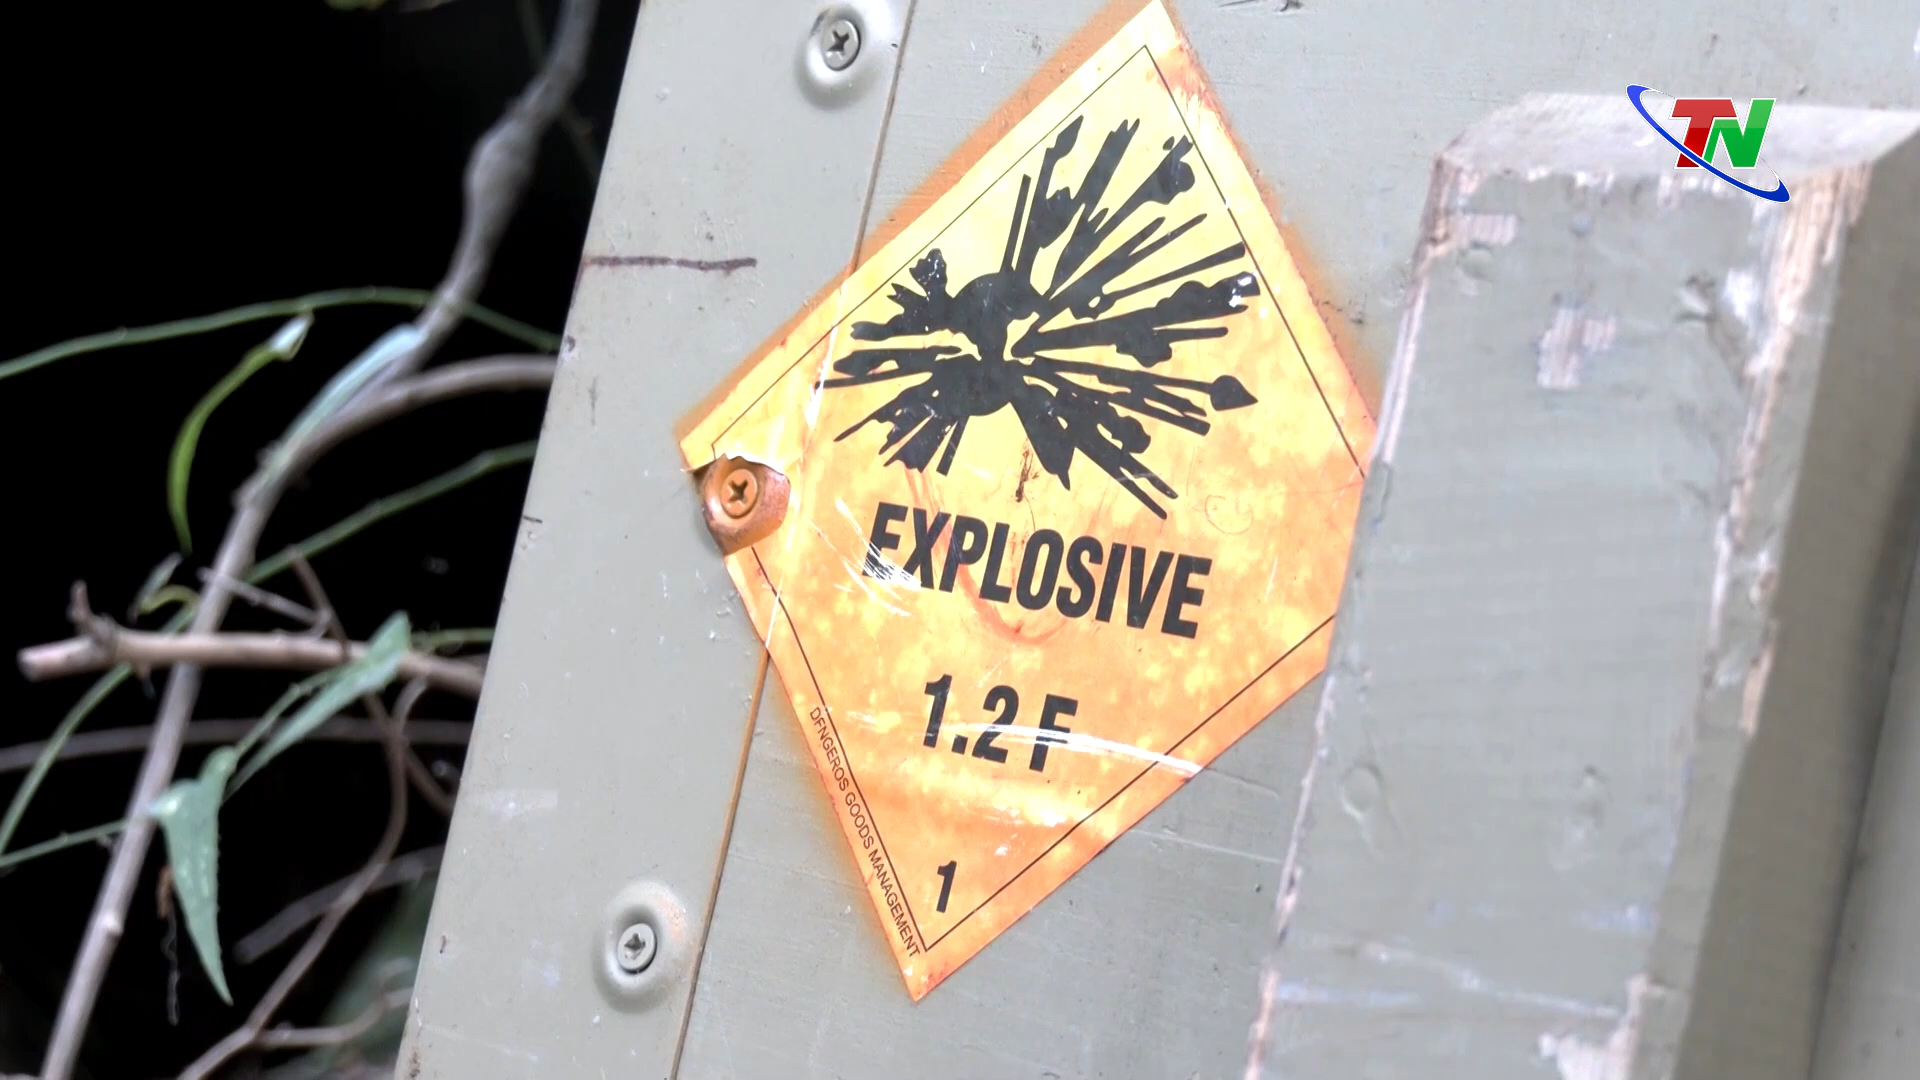 TN
EXPLOSIVE
1.2 F
DFNGEROS GOODS MANAGEMENT
1